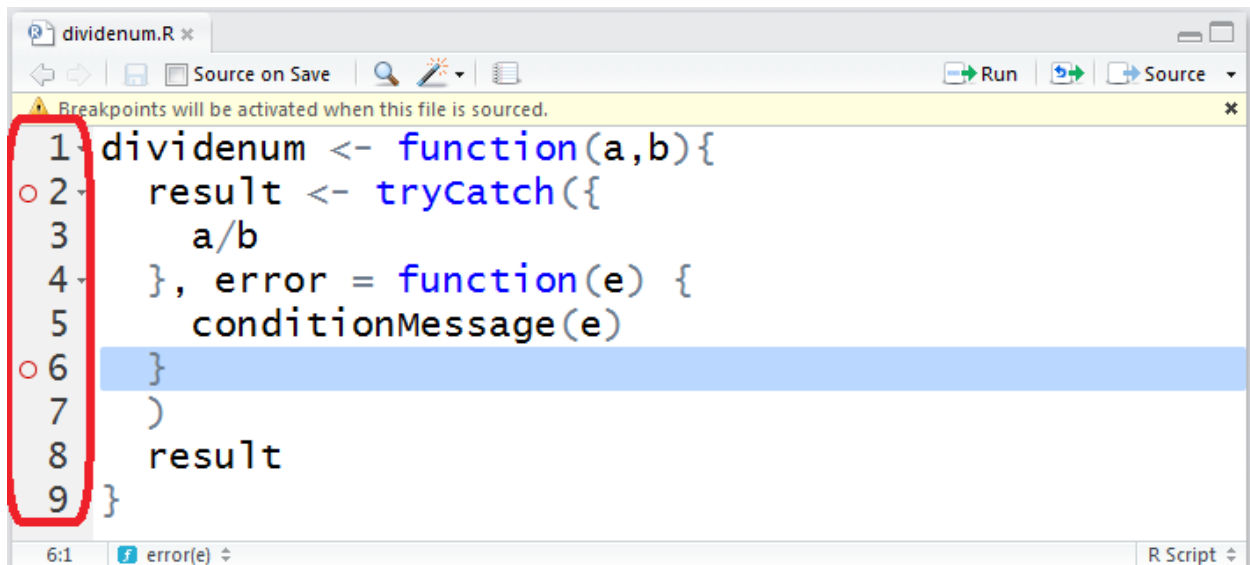 dividenum.R
Source on Save Run Source
Breakpoints will be activated when this file is sourced.
1 dividenum <- function(a,b){
2 result <- tryCatch({
3 a/b
4 }, error = function(e) {
5 conditionMessage(e)
6 }
7 )
8 result
9 }
6:1 f error(e) R Script